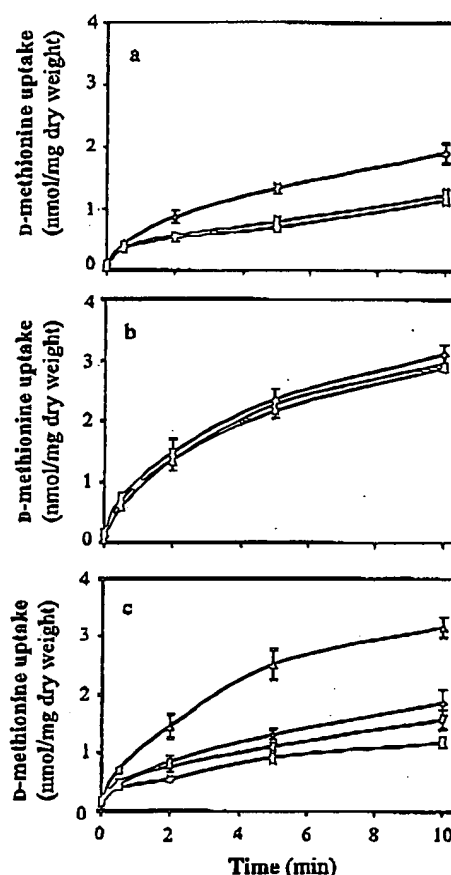 D-methionine uptake
(nmol/mg dry weight)
4
3
2
1
0
a
D-methionine uptake
(nmol/mg dry weight)
4
3
2
1
0
b
D-methionine uptake
(nmol/mg dry weight)
4
3
2
1
0
c
0 2 4 6 8 10
Time (min)